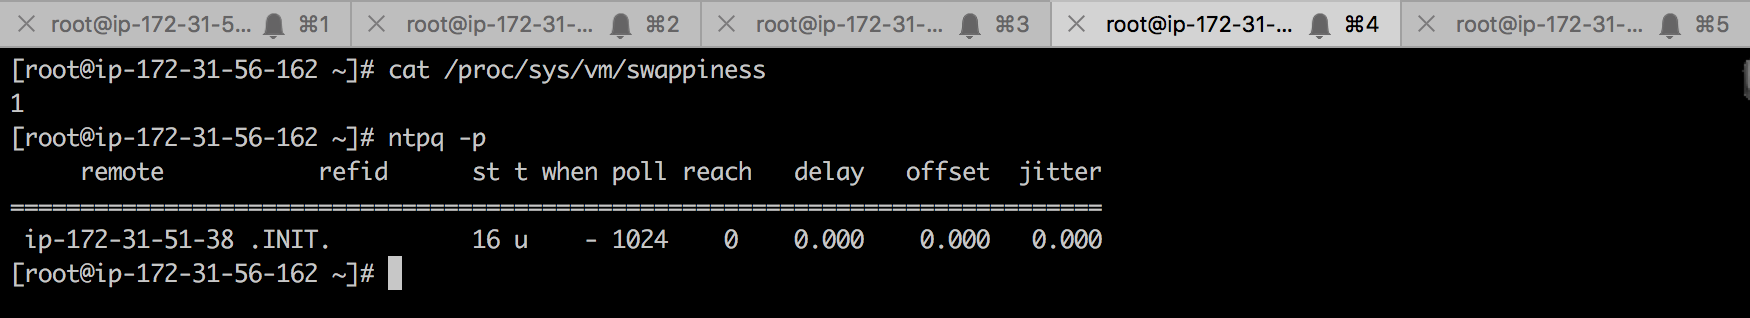 root@ip-172-31-5... ⌘1 root@ip-172-31-... ⌘2 root@ip-172-31-... ⌘3 root@ip-172-31-... ⌘4 root@ip-172-31-... ⌘5
[root@ip-172-31-56-162 ~]# cat /proc/sys/vm/swappiness
1
[root@ip-172-31-56-162 ~]# ntpq -p
     remote           refid      st t when poll reach   delay   offset  jitter
==============================================================================
 ip-172-31-51-38 .INIT.          16 u    - 1024    0    0.000    0.000   0.000
[root@ip-172-31-56-162 ~]#